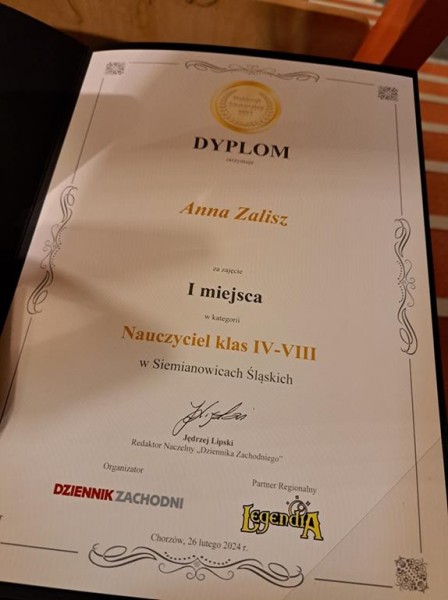 DYPLOM
otrzymuje
Anna Zalisz
za zajęcie
I miejsca
w kategorii
Nauczyciel klas IV-VIII
w Siemianowicach Śląskich
Jędrzej Lipski
Redaktor Naczelny „Dziennika Zachodniego”
Organizator
Partner Regionalny
DZIENNIK ZACHODNI
LegendiA
Chorzów, 26 lutego 2024 r.